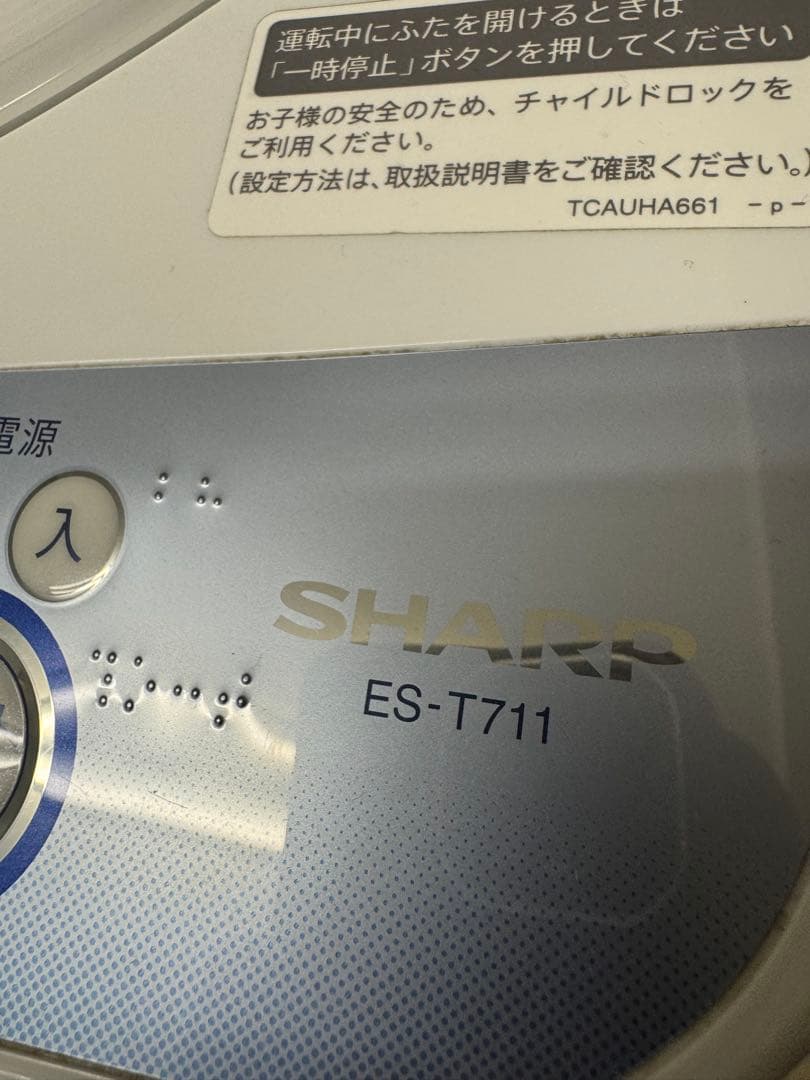 運転中にふたを開けるときは
「一時停止」ボタンを押してください
お子様の安全のため、チャイルドロックを
ご利用ください。
(設定方法は、取扱説明書をご確認ください。)
TCAUHA661 -p-
電源
入
SHARP
ES-T711